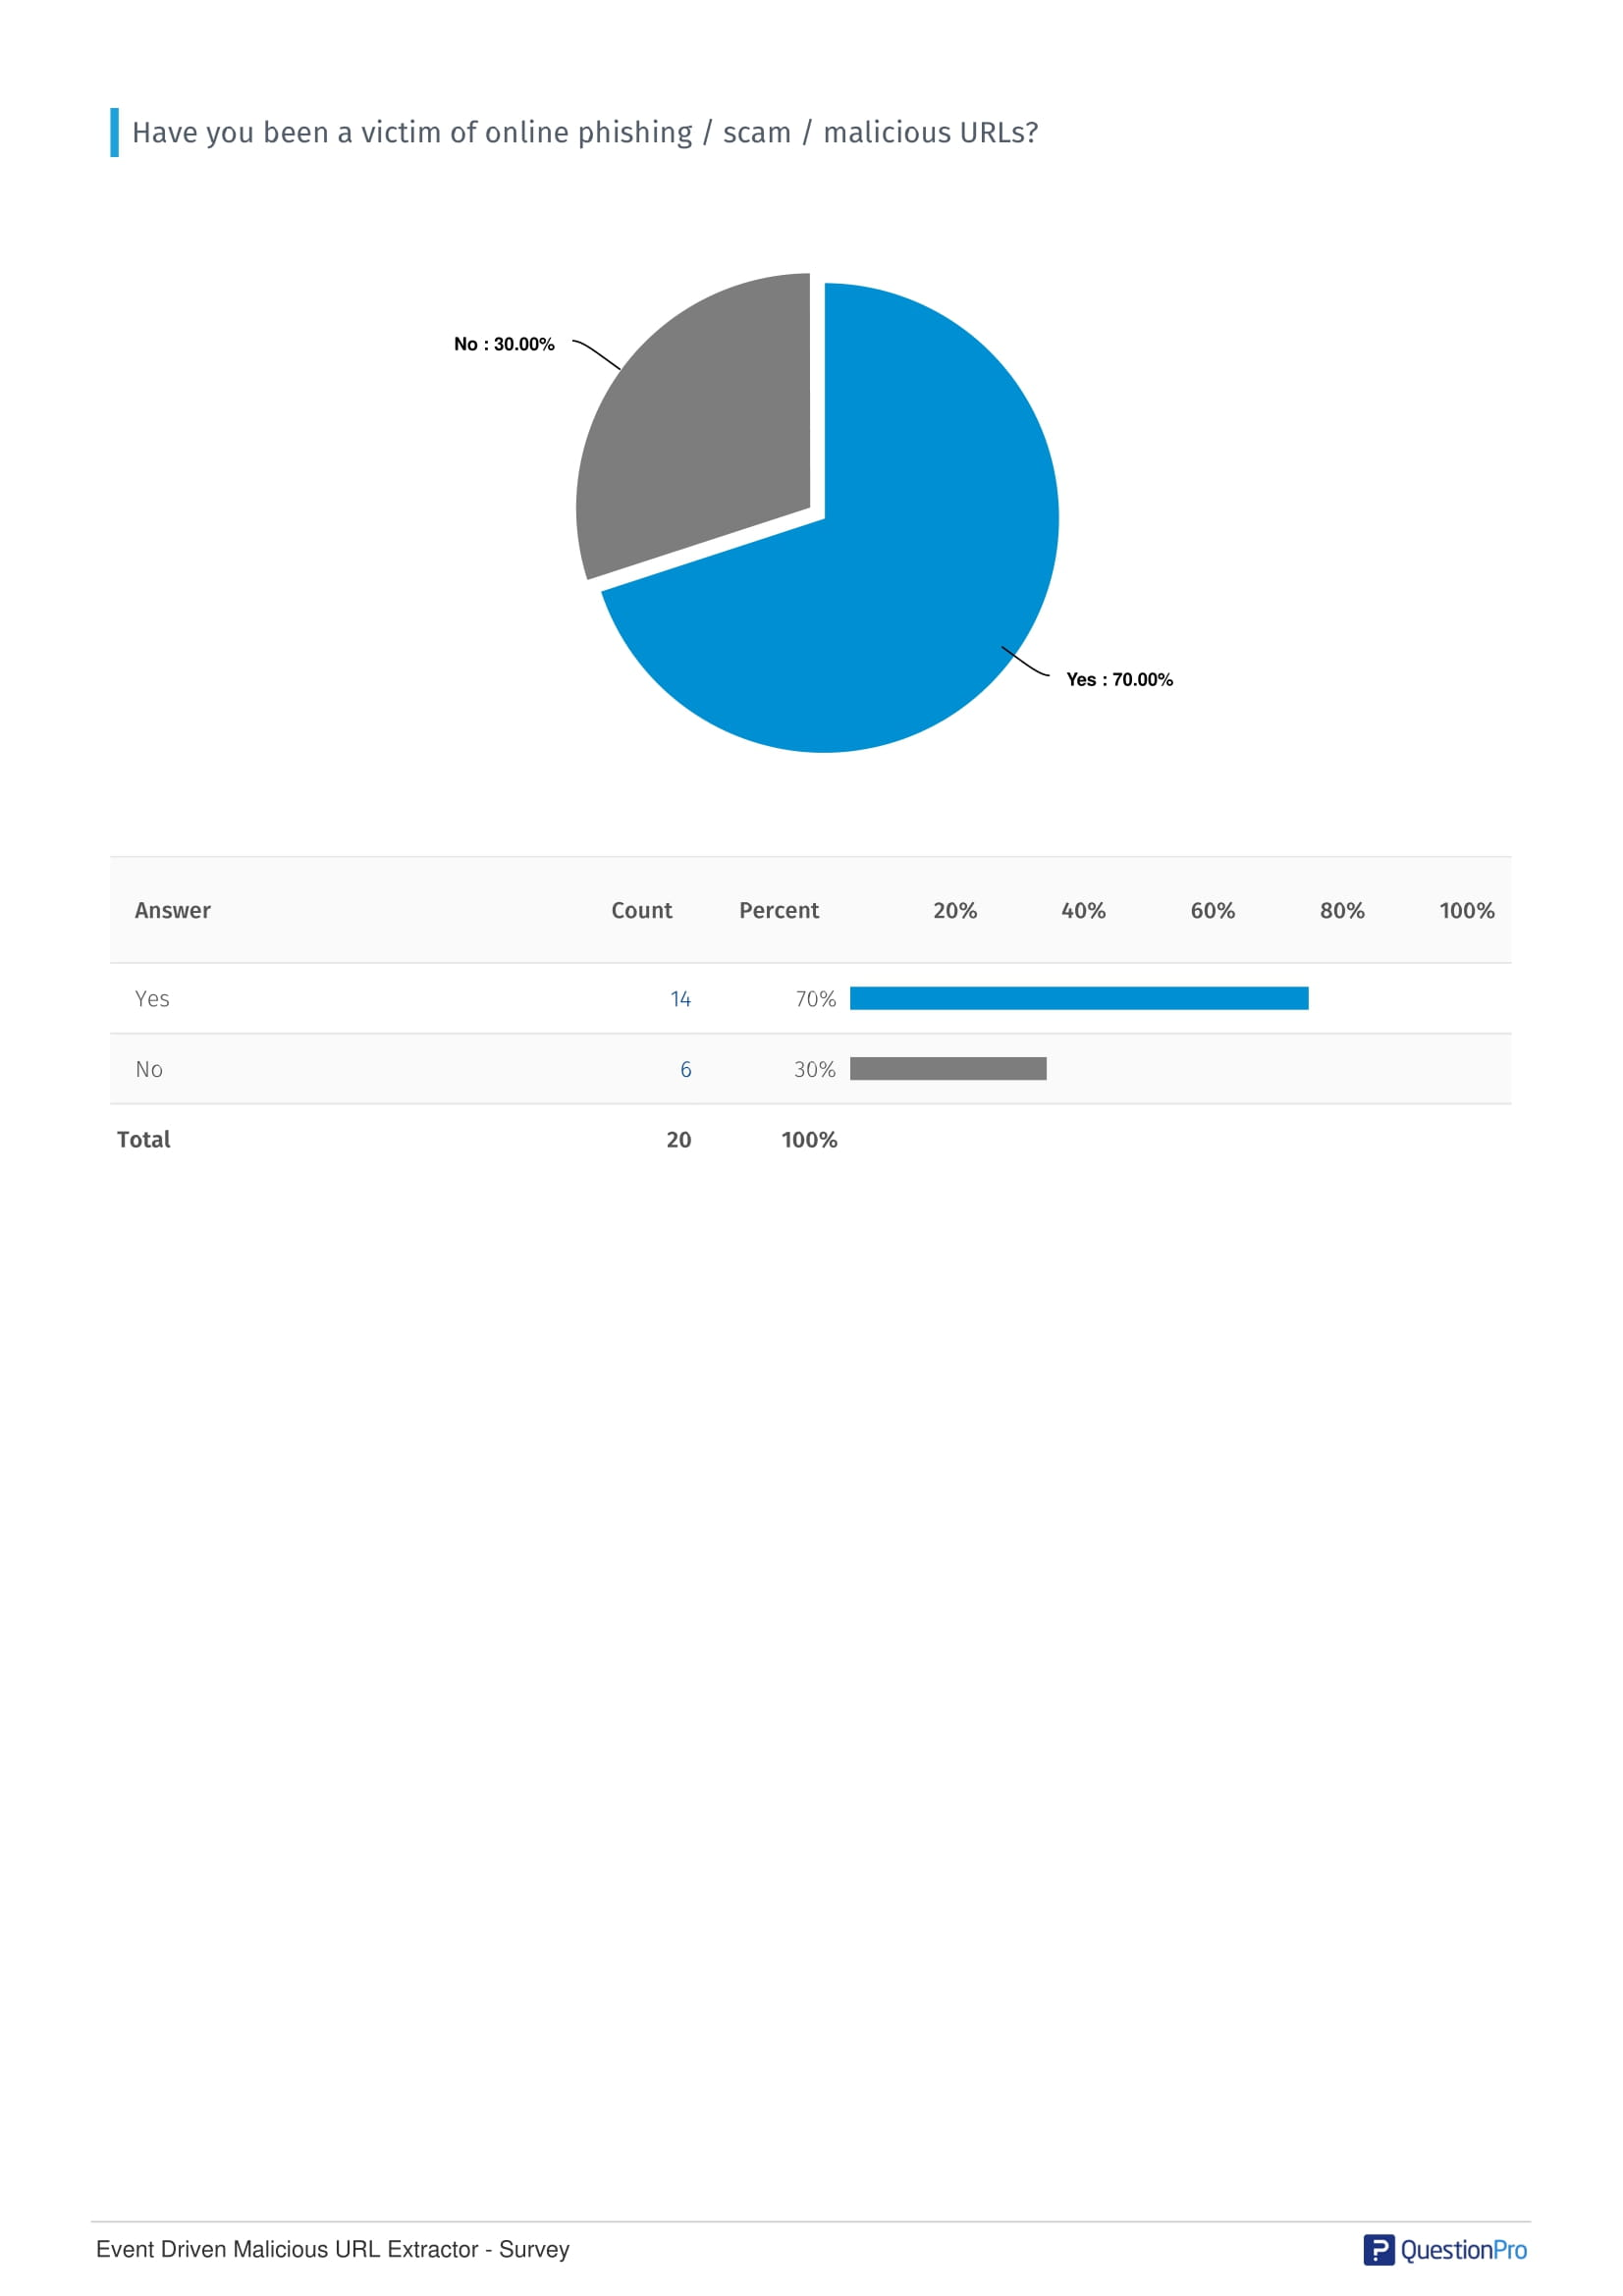 Have you been a victim of online phishing / scam / malicious URLs?
No : 30.00%
Yes : 70.00%
Answer Count Percent 20% 40% 60% 80% 100%
Yes 14 70%
No 6 30%
Total 20 100%
Event Driven Malicious URL Extractor - Survey
QuestionPro